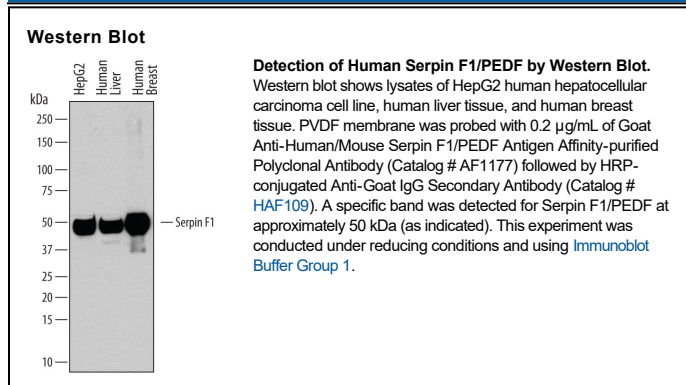 Western Blot
HepG2
Human
Liver
Human
Breast
kDa
250
150
100
75
50
37
25
20
15
10
Serpin F1
Detection of Human Serpin F1/PEDF by Western Blot.
Western blot shows lysates of HepG2 human hepatocellular
carcinoma cell line, human liver tissue, and human breast
tissue. PVDF membrane was probed with 0.2 µg/mL of Goat
Anti-Human/Mouse Serpin F1/PEDF Antigen Affinity-purified
Polyclonal Antibody (Catalog # AF1177) followed by HRP-
conjugated Anti-Goat IgG Secondary Antibody (Catalog #
HAF109). A specific band was detected for Serpin F1/PEDF at
approximately 50 kDa (as indicated). This experiment was
conducted under reducing conditions and using Immunoblot
Buffer Group 1.